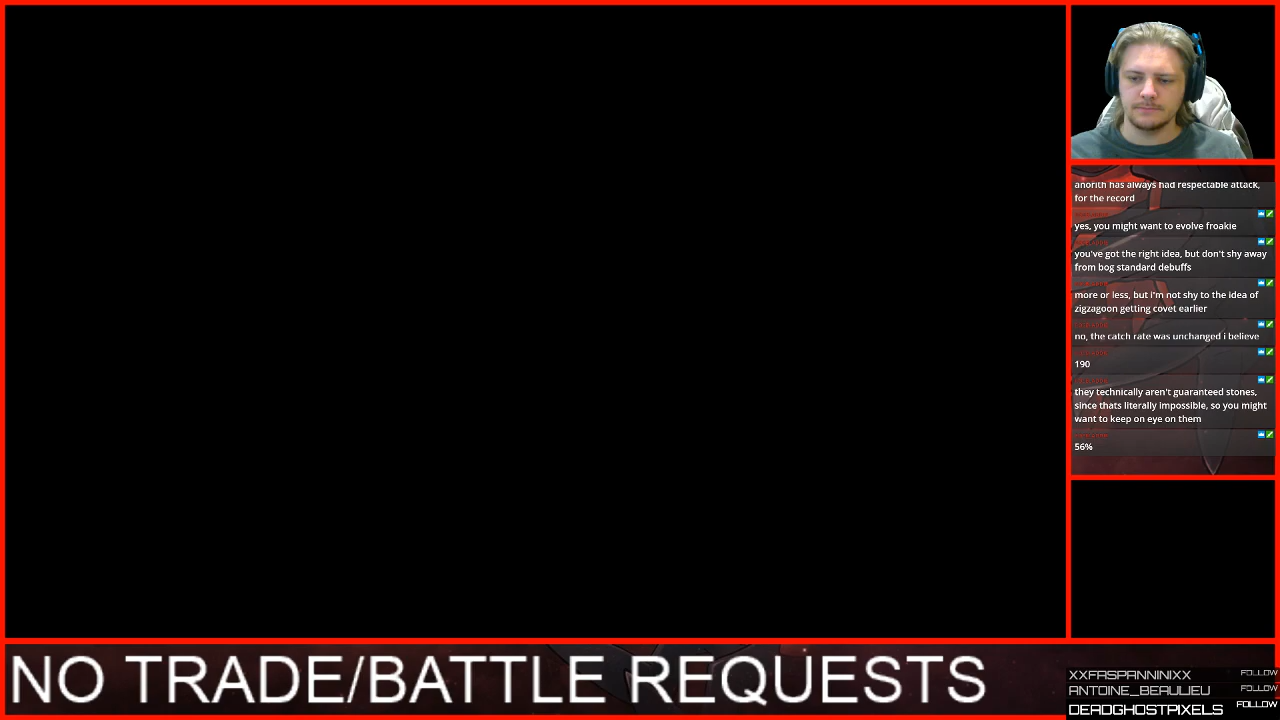 anorith has always had respectable attack,
for the record
yes, you might want to evolve froakie
you've got the right idea, but don't shy away
from bog standard debuffs
more or less, but i'm not shy to the idea of
zigzagoon getting covet earlier
no, the catch rate was unchanged i believe
190
they technically aren't guaranteed stones,
since thats literally impossible, so you might
want to keep on eye on them
56%
NO TRADE/BATTLE REQUESTS
XXFASPANNINIXX FOLLOW
ANTOINE_BEAULIEU FOLLOW
DEADGHOSTPIXELS FOLLOW